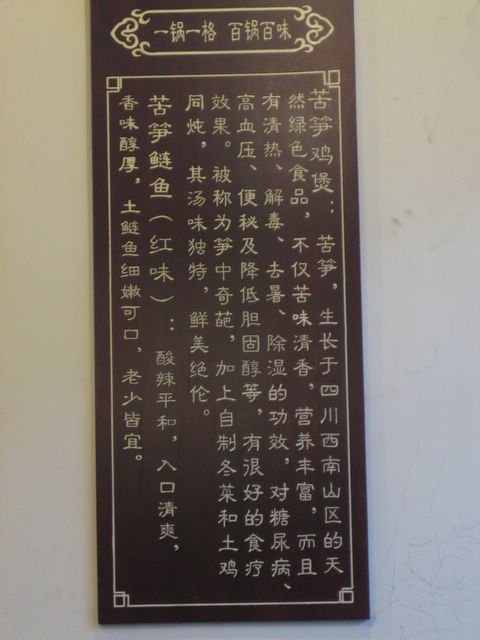 一锅一格 百锅百味
苦笋鸡煲：苦笋，生长于四川西南山区的天
然绿色食品，不仅苦味清香，营养丰富，而且
有清热、解毒、去暑、除湿的功效，对糖尿病、
高血压、便秘及降低胆固醇等，有很好的食疗
效果。被称为笋中奇葩，加上自制冬菜和土鸡
同炖，其汤味独特，鲜美绝伦。
苦笋鲢鱼（红味）：酸辣平和，入口清爽，
香味醇厚，土鲢鱼细嫩可口，老少皆宜。